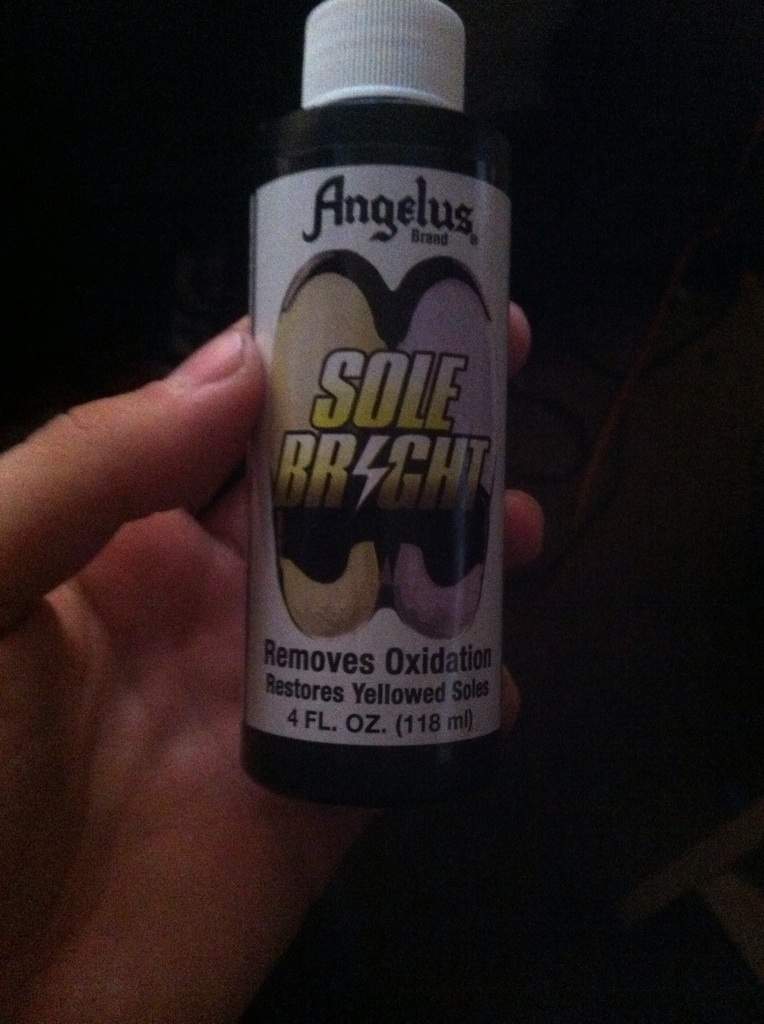 Angelus
Brand
SOLE
BRIGHT
Removes Oxidation
Restores Yellowed Soles
4 FL. OZ. (118 ml)